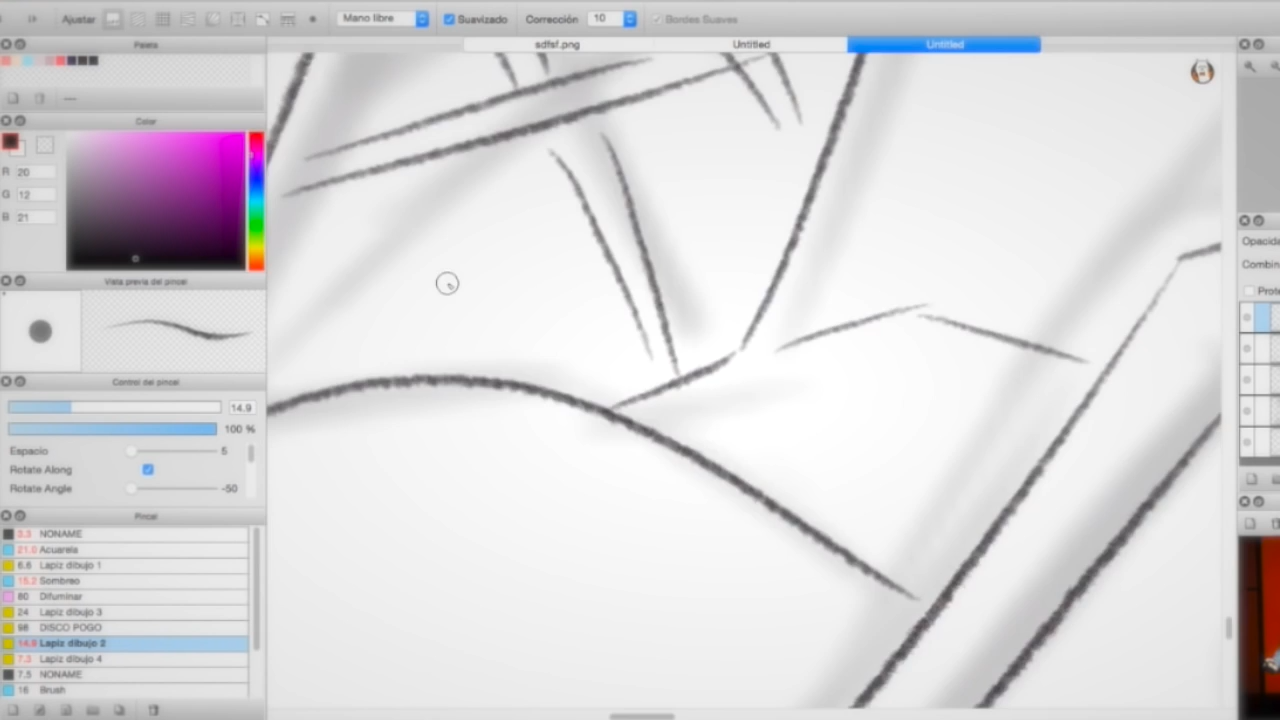 Ajustar Mano libre Suavizado Corrección 10 Bordes Suaves
sdfsf.png Untitled Untitled
Paleta
Color
R 20
G 12
B 21
Vista previa del pincel
Control del pincel
14.9
100 %
Espacio 5
Rotate Along
Rotate Angle -50
Pincel
3.3 NONAME
21.0 Acuarela
6.6 Lapiz dibujo 1
15.2 Sombreo
80 Difuminar
24 Lapiz dibujo 3
98 DISCO POGO
14.9 Lapiz dibujo 2
7.3 Lapiz dibujo 4
7.5 NONAME
16 Brush
Opacida
Combin
Prote